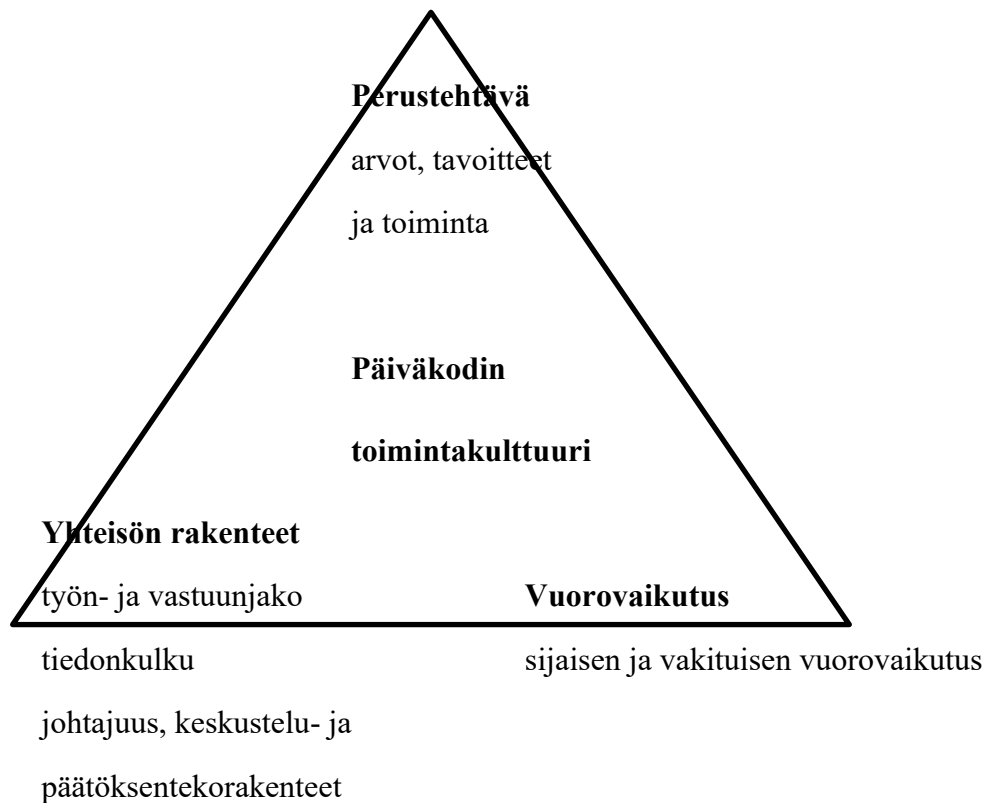 Perustehtävä
arvot, tavoitteet
ja toiminta
Päiväkodin
toimintakulttuuri
Yhteisön rakenteet
työn- ja vastuunjako
tiedonkulku
johtajuus, keskustelu- ja
päätöksentekorakenteet
Vuorovaikutus
sijaisen ja vakituisen vuorovaikutus